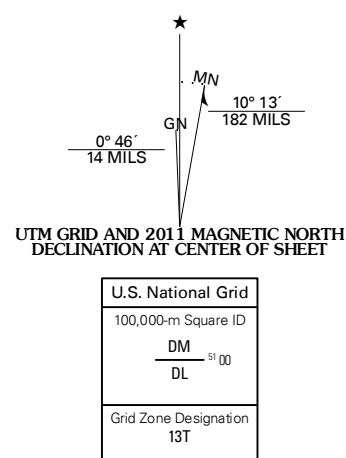 ★
MN
GN
10° 13´
182 MILS
0° 46´
14 MILS
UTM GRID AND 2011 MAGNETIC NORTH
DECLINATION AT CENTER OF SHEET
U.S. National Grid
100,000-m Square ID
DM
51 00
DL
Grid Zone Designation
13T